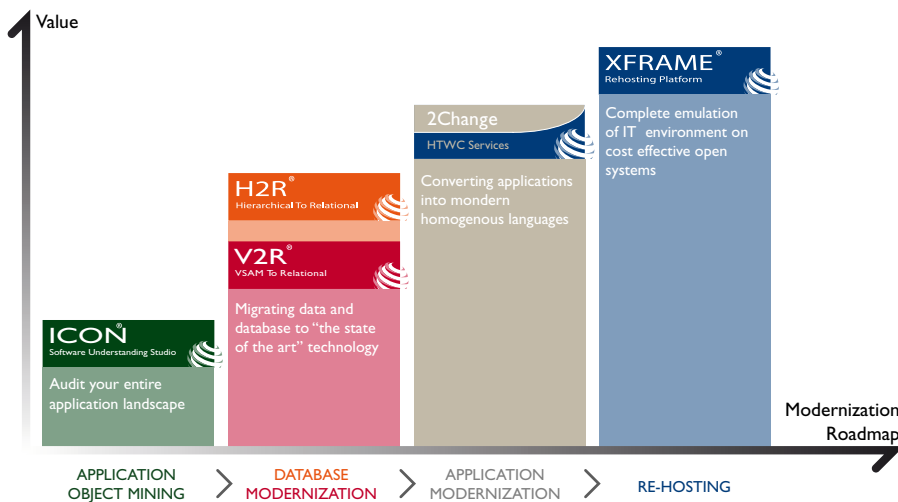 Value
XFRAME®
Rehosting Platform
Complete emulation
of IT environment on
cost effective open
systems
2Change
HTWC Services
Converting applications
into mondern
homogenous languages
H2R®
Hierarchical To Relational
V2R®
VSAM To Relational
Migrating data and
database to “the state
of the art” technology
ICON®
Software Understanding Studio
Audit your entire
application landscape
Modernization
Roadmap
APPLICATION
OBJECT MINING
DATABASE
MODERNIZATION
APPLICATION
MODERNIZATION
RE-HOSTING